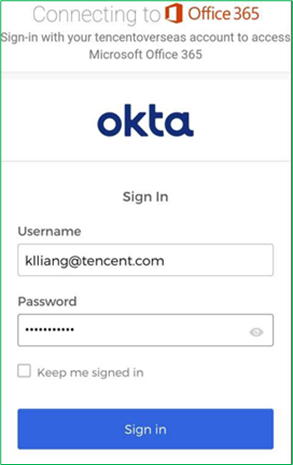 Connecting to Office 365
Sign-in with your tencentoverseas account to access
Microsoft Office 365
okta
Sign In
Username
klliang@tencent.com
Password
•••••••••••
Keep me signed in
Sign in